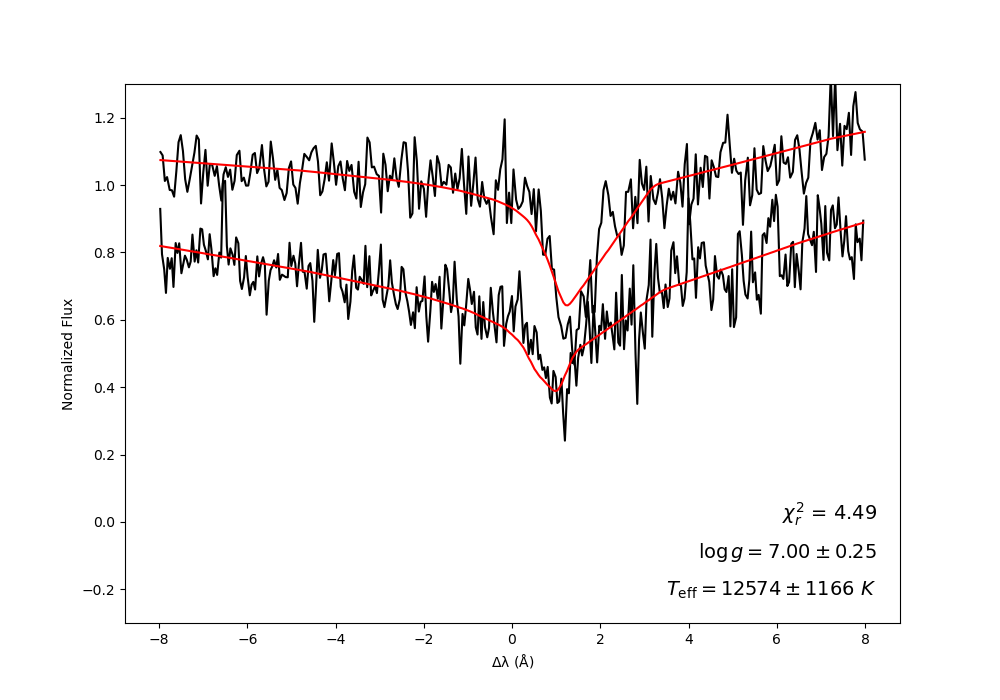 1.2
1.0
0.8
0.6
0.4
0.2
0.0
−0.2
Normalized Flux
χ²ᵣ = 4.49
log g = 7.00 ± 0.25
T_eff = 12574 ± 1166 K
−8 −6 −4 −2 0 2 4 6 8
Δλ (Å)